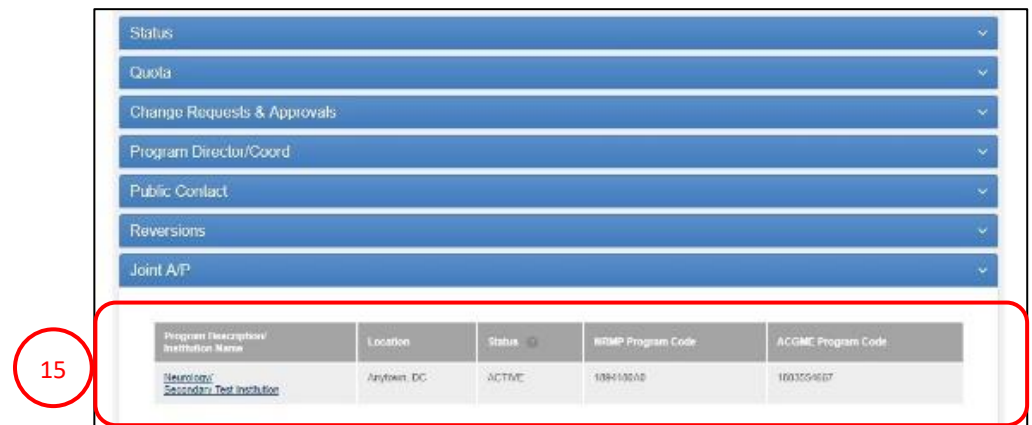 Status
Quota
Change Requests & Approvals
Program Director/Coord
Public Contact
Reversions
Joint A/P
15
Program Description/ Location Status NRMP Program Code ACGME Program Code
Institution Name
Neurology/ Anytown, DC ACTIVE
Secondary Test Institution